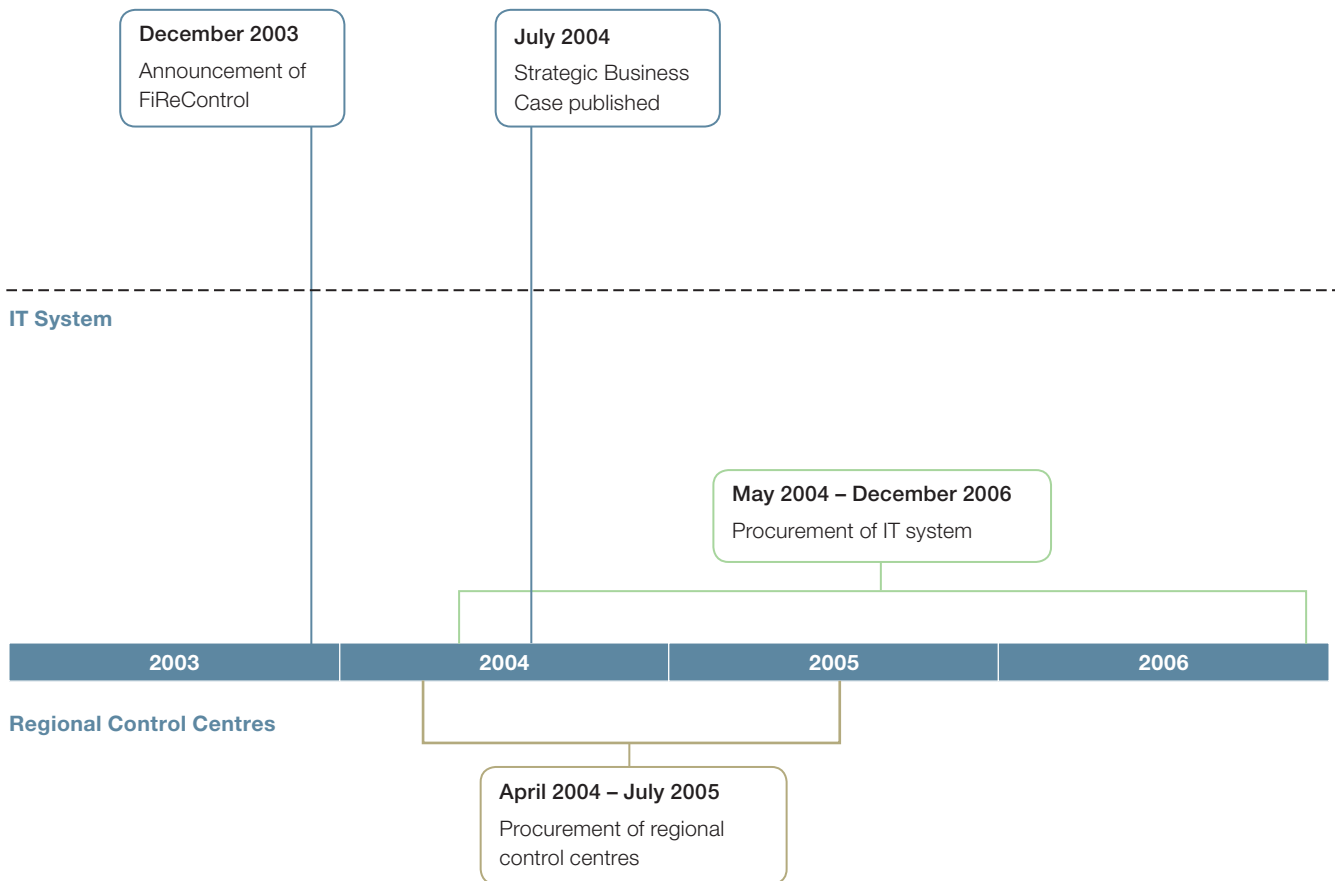 December 2003
Announcement of
FiReControl
July 2004
Strategic Business
Case published
IT System
May 2004 – December 2006
Procurement of IT system
2003
2004
2005
2006
Regional Control Centres
April 2004 – July 2005
Procurement of regional
control centres